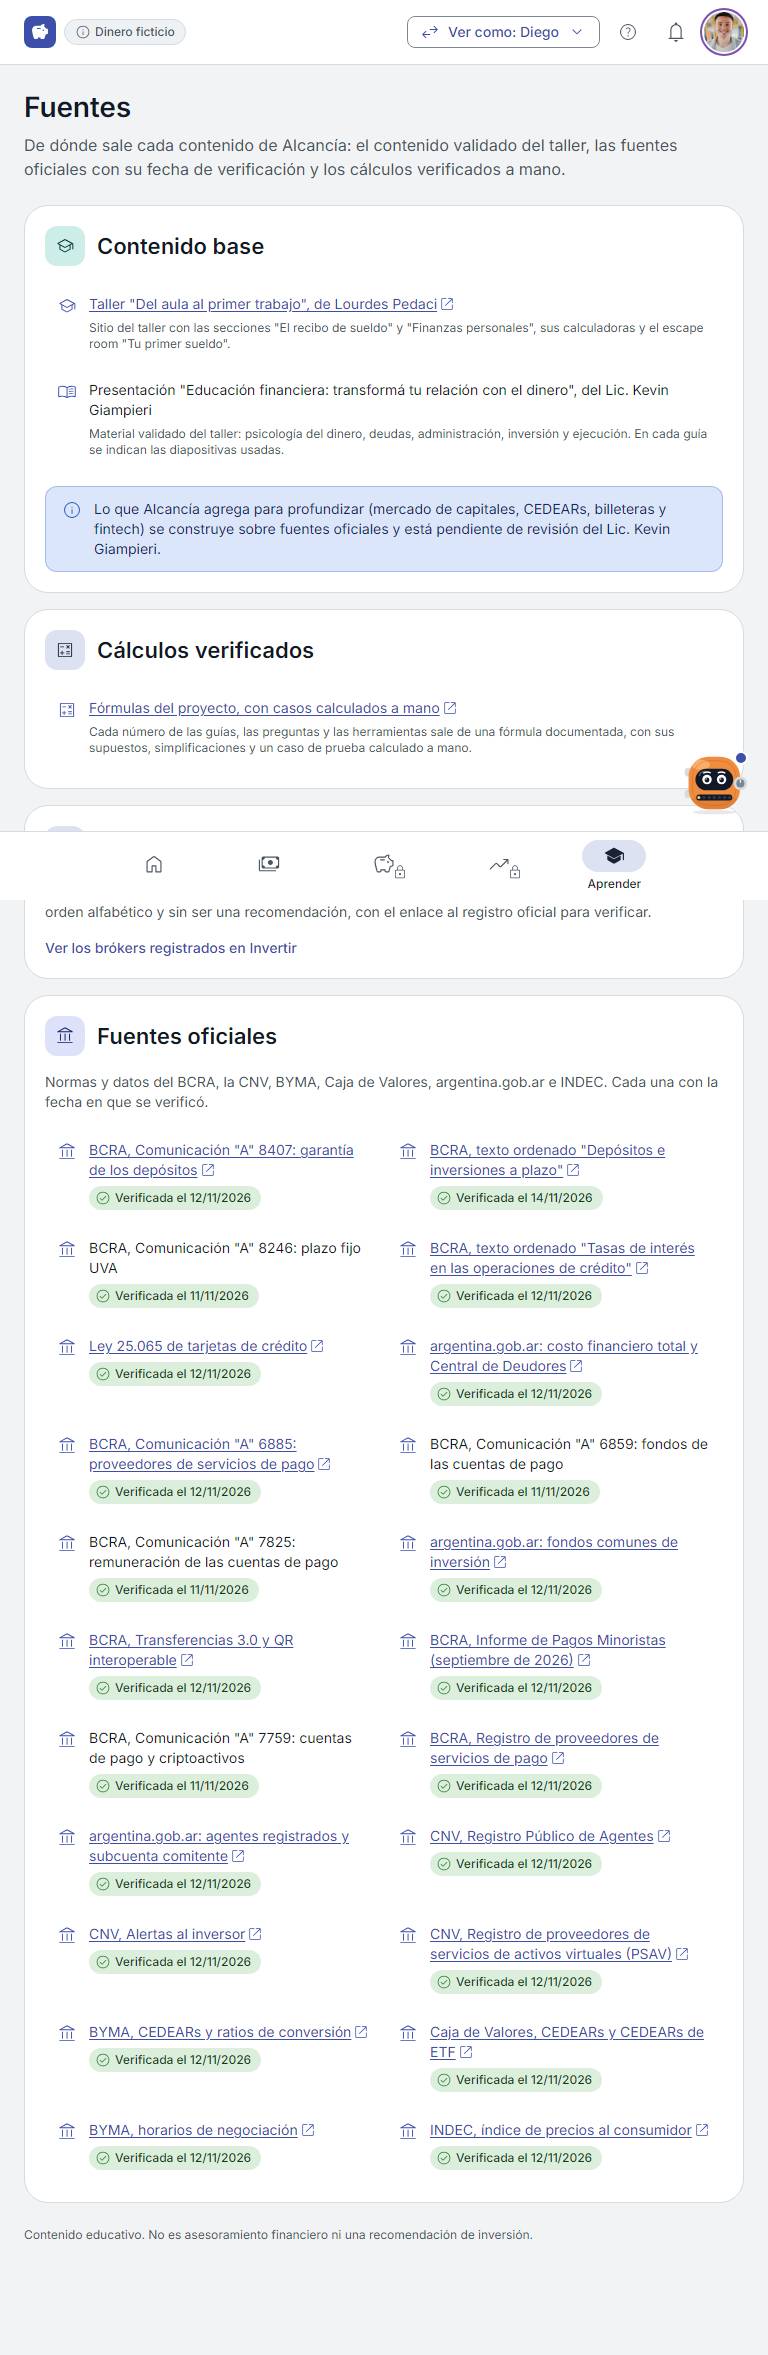 Dinero ficticio
Ver como: Diego
Fuentes
De dónde sale cada contenido de Alcancía: el contenido validado del taller, las fuentes
oficiales con su fecha de verificación y los cálculos verificados a mano.
Contenido base
Taller "Del aula al primer trabajo", de Lourdes Pedaci
Sitio del taller con las secciones "El recibo de sueldo" y "Finanzas personales", sus calculadoras y el escape
room "Tu primer sueldo".
Presentación "Educación financiera: transformá tu relación con el dinero", del Lic. Kevin
Giampieri
Material validado del taller: psicología del dinero, deudas, administración, inversión y ejecución. En cada guía
se indican las diapositivas usadas.
Lo que Alcancía agrega para profundizar (mercado de capitales, CEDEARs, billeteras y
fintech) se construye sobre fuentes oficiales y está pendiente de revisión del Lic. Kevin
Giampieri.
Cálculos verificados
Fórmulas del proyecto, con casos calculados a mano
Cada número de las guías, las preguntas y las herramientas sale de una fórmula documentada, con sus
supuestos, simplificaciones y un caso de prueba calculado a mano.
Aprender
orden alfabético y sin ser una recomendación, con el enlace al registro oficial para verificar.
Ver los brókers registrados en Invertir
Fuentes oficiales
Normas y datos del BCRA, la CNV, BYMA, Caja de Valores, argentina.gob.ar e INDEC. Cada una con la
fecha en que se verificó.
BCRA, Comunicación "A" 8407: garantía
de los depósitos
Verificada el 12/11/2026
BCRA, texto ordenado "Depósitos e
inversiones a plazo"
Verificada el 14/11/2026
BCRA, Comunicación "A" 8246: plazo fijo
UVA
Verificada el 11/11/2026
BCRA, texto ordenado "Tasas de interés
en las operaciones de crédito"
Verificada el 12/11/2026
Ley 25.065 de tarjetas de crédito
Verificada el 12/11/2026
argentina.gob.ar: costo financiero total y
Central de Deudores
Verificada el 12/11/2026
BCRA, Comunicación "A" 6885:
proveedores de servicios de pago
Verificada el 12/11/2026
BCRA, Comunicación "A" 6859: fondos de
las cuentas de pago
Verificada el 11/11/2026
BCRA, Comunicación "A" 7825:
remuneración de las cuentas de pago
Verificada el 11/11/2026
argentina.gob.ar: fondos comunes de
inversión
Verificada el 12/11/2026
BCRA, Transferencias 3.0 y QR
interoperable
Verificada el 12/11/2026
BCRA, Informe de Pagos Minoristas
(septiembre de 2026)
Verificada el 12/11/2026
BCRA, Comunicación "A" 7759: cuentas
de pago y criptoactivos
Verificada el 11/11/2026
BCRA, Registro de proveedores de
servicios de pago
Verificada el 12/11/2026
argentina.gob.ar: agentes registrados y
subcuenta comitente
Verificada el 12/11/2026
CNV, Registro Público de Agentes
Verificada el 12/11/2026
CNV, Alertas al inversor
Verificada el 12/11/2026
CNV, Registro de proveedores de
servicios de activos virtuales (PSAV)
Verificada el 12/11/2026
BYMA, CEDEARs y ratios de conversión
Verificada el 12/11/2026
Caja de Valores, CEDEARs y CEDEARs de
ETF
Verificada el 12/11/2026
BYMA, horarios de negociación
Verificada el 12/11/2026
INDEC, índice de precios al consumidor
Verificada el 12/11/2026
Contenido educativo. No es asesoramiento financiero ni una recomendación de inversión.